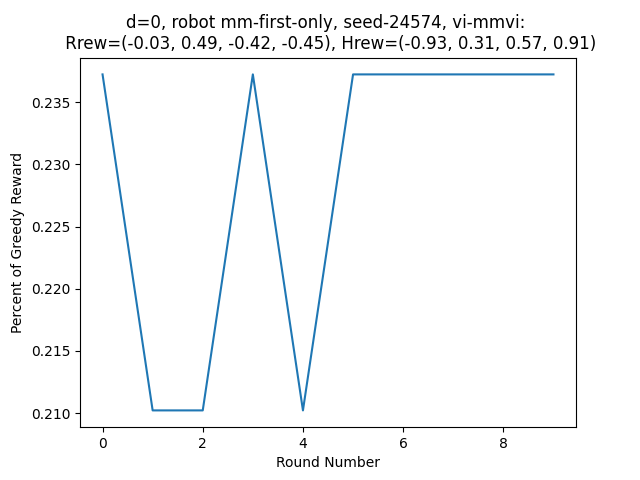 d=0, robot mm-first-only, seed-24574, vi-mmvi:
Rrew=(-0.03, 0.49, -0.42, -0.45), Hrew=(-0.93, 0.31, 0.57, 0.91)
0.235
0.230
0.225
0.220
0.215
0.210
Percent of Greedy Reward
0 2 4 6 8
Round Number